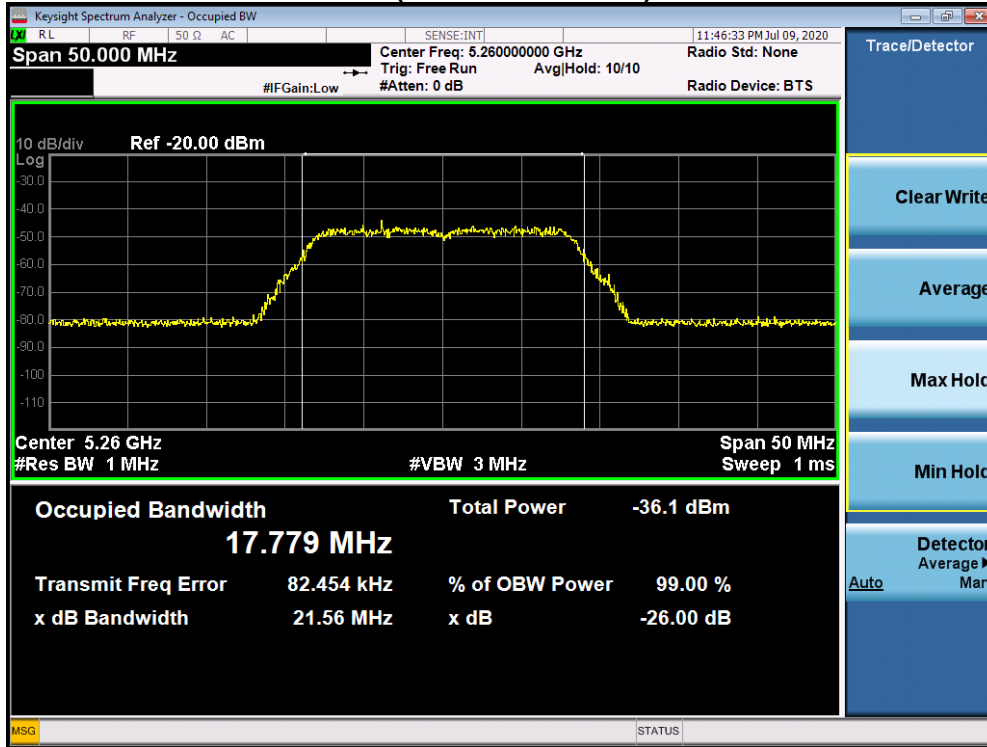 Keysight Spectrum Analyzer - Occupied BW
LXI RL RF 50 Ω AC SENSE:INT 11:46:33 PM Jul 09, 2020
Span 50.000 MHz
Center Freq: 5.260000000 GHz Radio Std: None
Trig: Free Run Avg|Hold: 10/10
#IFGain:Low #Atten: 0 dB Radio Device: BTS
10 dB/div Ref -20.00 dBm
Log
-30.0
-40.0
-50.0
-60.0
-70.0
-80.0
-90.0
-100
-110
Center 5.26 GHz Span 50 MHz
#Res BW 1 MHz #VBW 3 MHz Sweep 1 ms
Occupied Bandwidth Total Power -36.1 dBm
17.779 MHz
Transmit Freq Error 82.454 kHz % of OBW Power 99.00 %
x dB Bandwidth 21.56 MHz x dB -26.00 dB
Trace/Detector
Clear Write
Average
Max Hold
Min Hold
Detector
Average
Auto Man
MSG STATUS